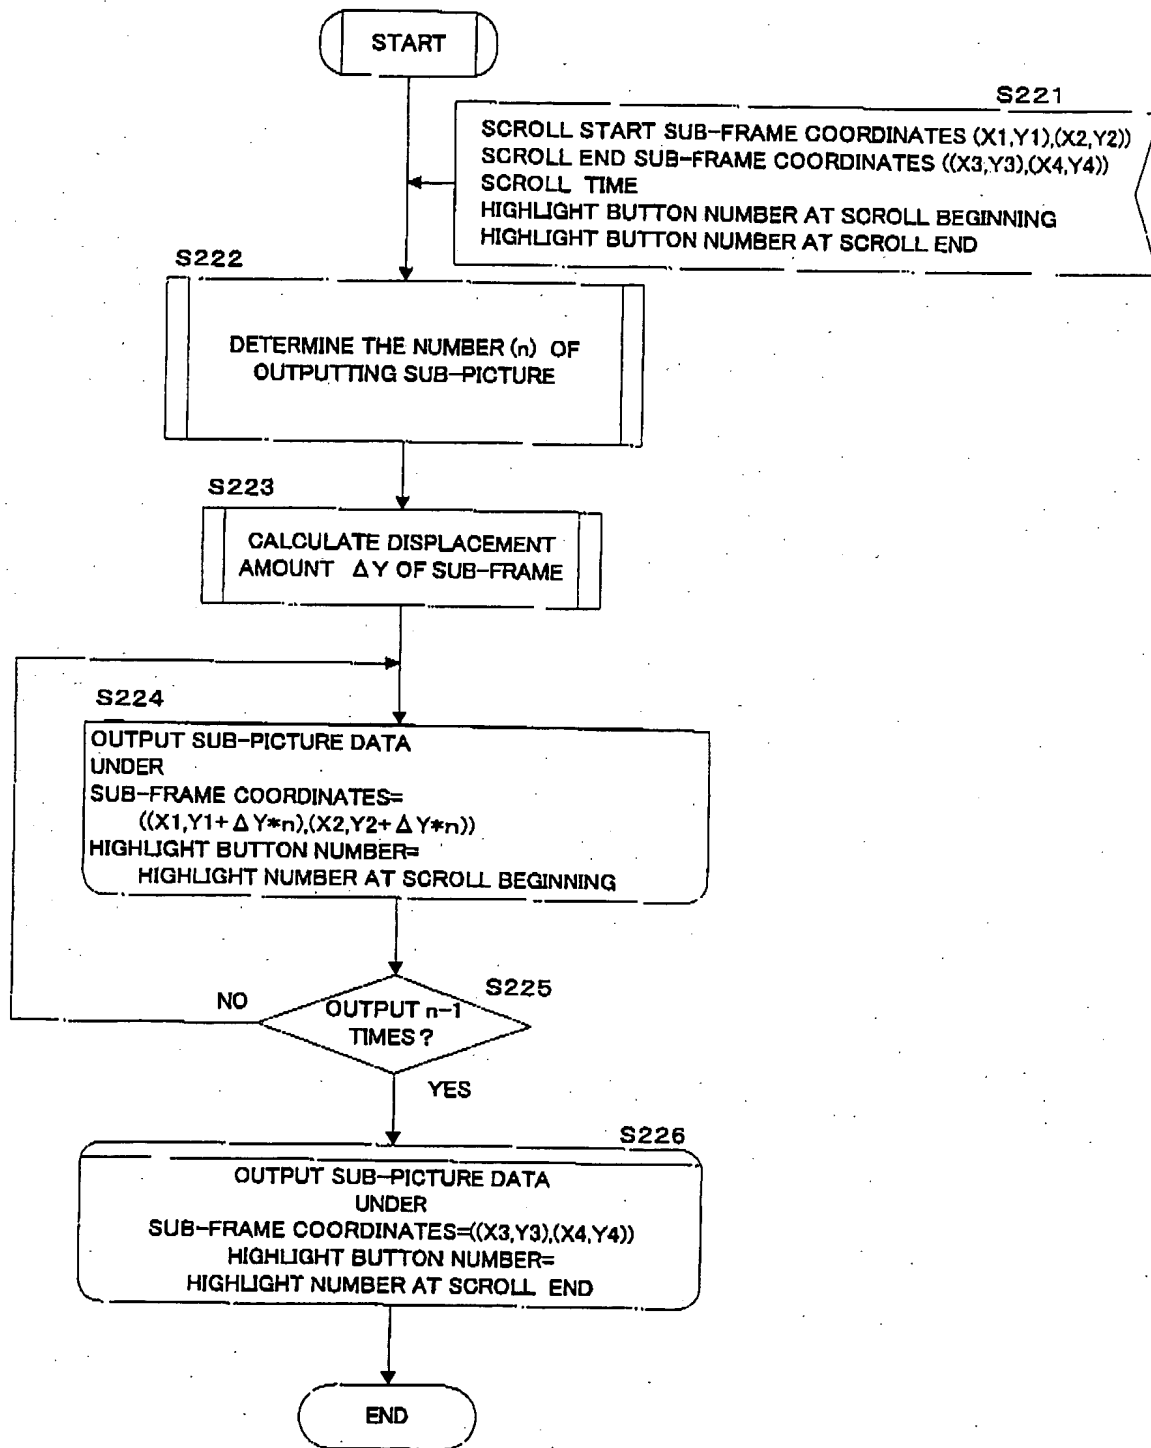 START
S221
SCROLL START SUB-FRAME COORDINATES (X1,Y1),(X2,Y2))
SCROLL END SUB-FRAME COORDINATES ((X3,Y3),(X4,Y4))
SCROLL TIME
HIGHLIGHT BUTTON NUMBER AT SCROLL BEGINNING
HIGHLIGHT BUTTON NUMBER AT SCROLL END
S222
DETERMINE THE NUMBER (n) OF
OUTPUTTING SUB-PICTURE
S223
CALCULATE DISPLACEMENT
AMOUNT ΔY OF SUB-FRAME
S224
OUTPUT SUB-PICTURE DATA
UNDER
SUB-FRAME COORDINATES=
((X1,Y1+ΔY*n),(X2,Y2+ΔY*n))
HIGHLIGHT BUTTON NUMBER=
HIGHLIGHT NUMBER AT SCROLL BEGINNING
S225
NO
OUTPUT n-1
TIMES?
YES
S226
OUTPUT SUB-PICTURE DATA
UNDER
SUB-FRAME COORDINATES=((X3,Y3),(X4,Y4))
HIGHLIGHT BUTTON NUMBER=
HIGHLIGHT NUMBER AT SCROLL END
END